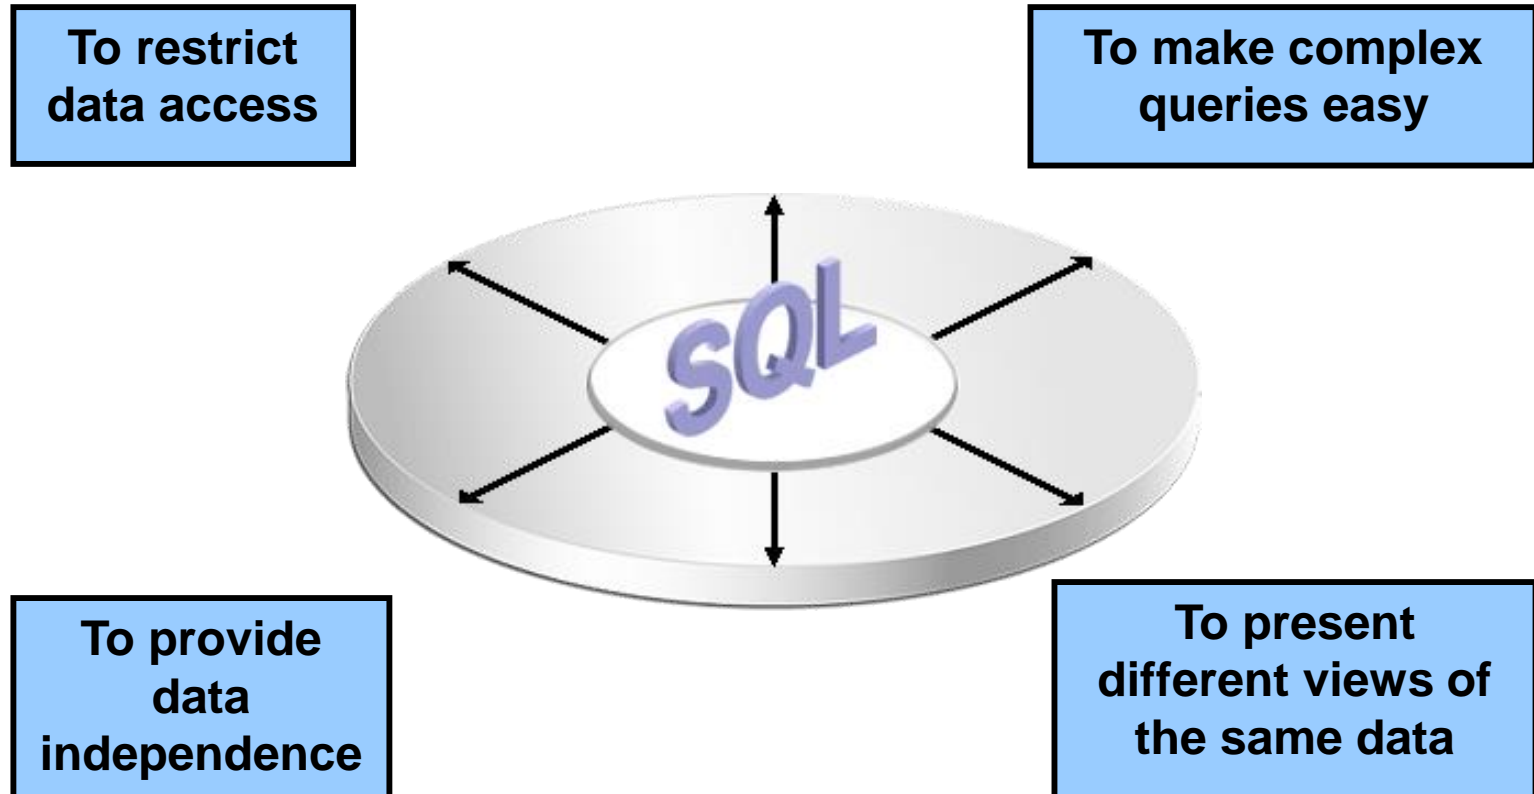 To restrict
data access
To make complex
queries easy
SQL
To provide
data
independence
To present
different views of
the same data